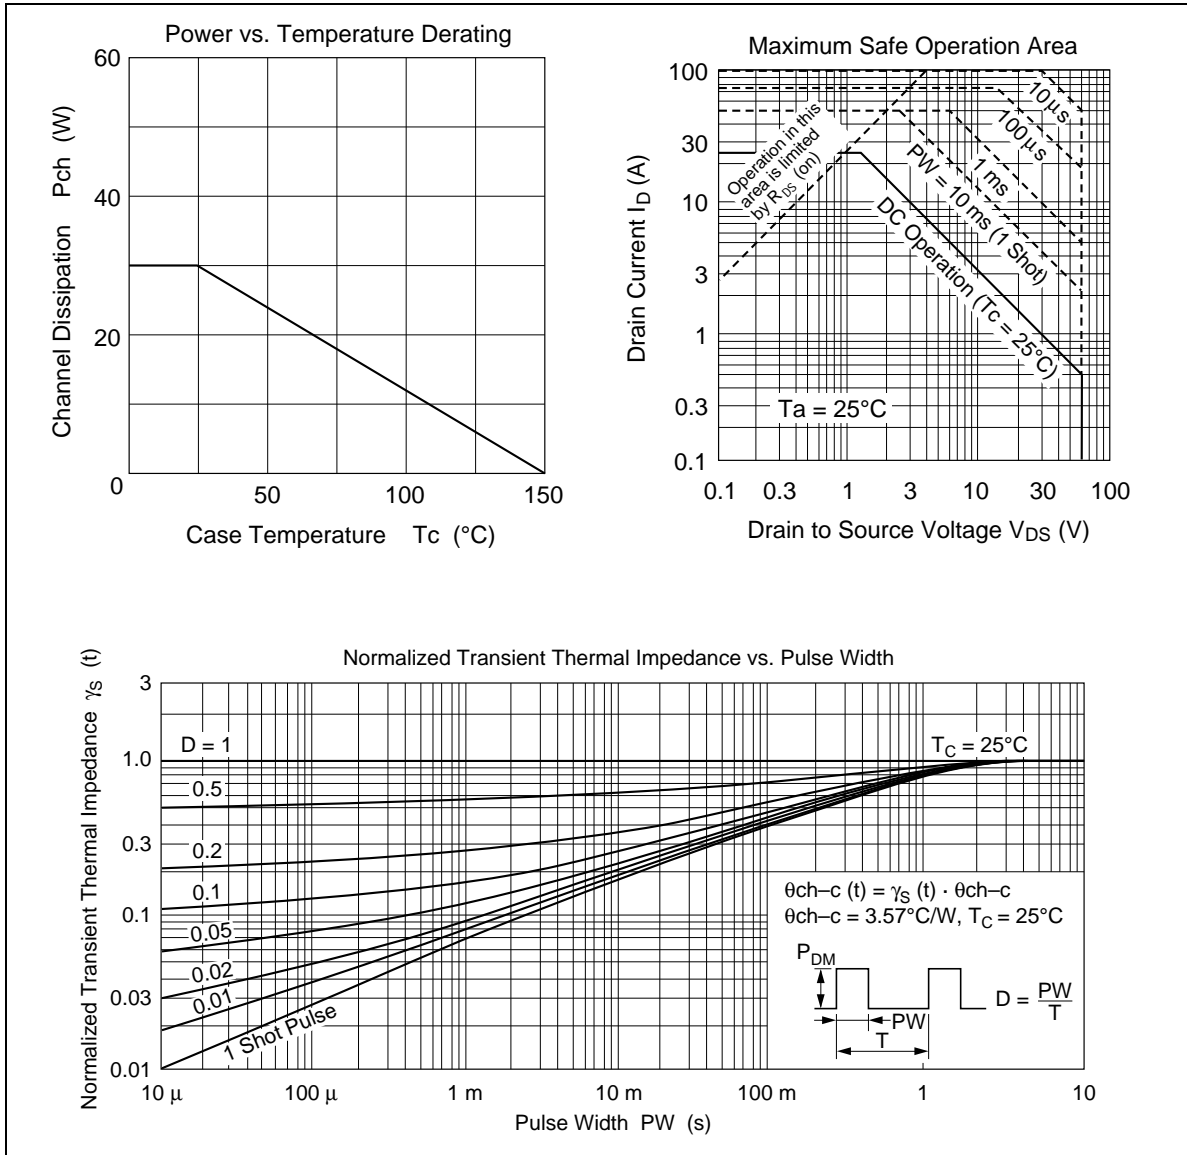 Power vs. Temperature Derating
60
40
20
0
50
100
150
Channel Dissipation Pch (W)
Case Temperature Tc (°C)
Maximum Safe Operation Area
100
30
10
3
1
0.3
0.1
0.1
0.3
1
3
10
30
100
Drain Current ID (A)
Drain to Source Voltage VDS (V)
Operation in this
area is limited
by RDS (on)
10 μs
100 μs
1 ms
PW = 10 ms (1 Shot)
DC Operation (Tc = 25°C)
Ta = 25°C
Normalized Transient Thermal Impedance vs. Pulse Width
Normalized Transient Thermal Impedance γS (t)
3
1.0
0.3
0.1
0.03
0.01
D = 1
0.5
0.2
0.1
0.05
0.02
0.01
1 Shot Pulse
TC = 25°C
θch–c (t) = γS (t) · θch–c
θch–c = 3.57°C/W, TC = 25°C
PDM
PW
T
D = PW
T
10 μ
100 μ
1 m
10 m
100 m
1
10
Pulse Width PW (s)